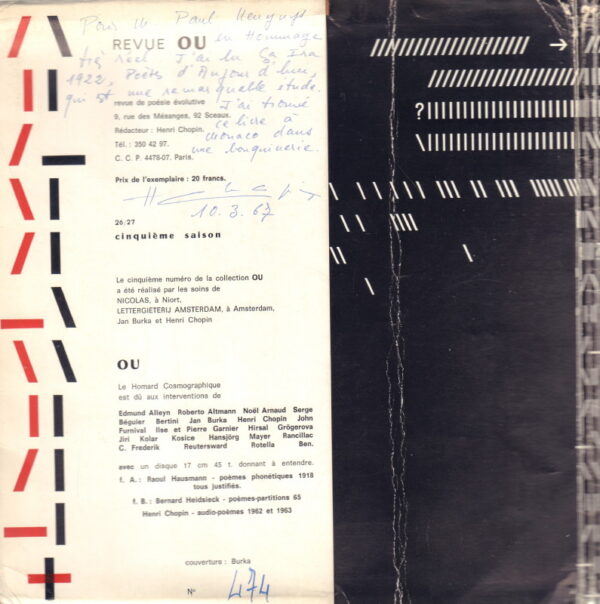 Pour M Paul Neuhuys
REVUE OU en Hommage
très réel J'ai lu Ça Ira
1922, Poëts d'Aujourd'hui,
qui est une remarquable étude.
revue de poésie évolutive J'ai trouvé
9, rue des Mésanges, 92 Sceaux. ce livre à
Rédacteur : Henri Chopin. Monaco dans
Tél. : 350 42 97. une bouquinerie.
C. C. P. 4478-07. Paris.
Prix de l'exemplaire : 20 francs.
10.3.67
26/27
cinquième saison
Le cinquième numéro de la collection OU
a été réalisé par les soins de
NICOLAS, à Niort,
LETTERGIETERIJ AMSTERDAM, à Amsterdam,
Jan Burka et Henri Chopin
OU
Le Homard Cosmographique
est dû aux interventions de
Edmund Alleyn Roberto Altmann Noël Arnaud Serge
Béguier Bertini Jan Burka Henri Chopin John
Furnival Ilse et Pierre Garnier Hirsal Grögerova
Jiri Kolar Kosice Hansjörg Mayer Rancillac
C. Frederik Reutersward Rotella Ben.
avec un disque 17 cm 45 t. donnant à entendre.
f. A. : Raoul Hausmann - poèmes phonétiques 1918
tous justifiés.
f. B. : Bernard Heidsieck - poèmes-partitions 65
Henri Chopin - audio-poèmes 1962 et 1963
couverture : Burka
N° 474